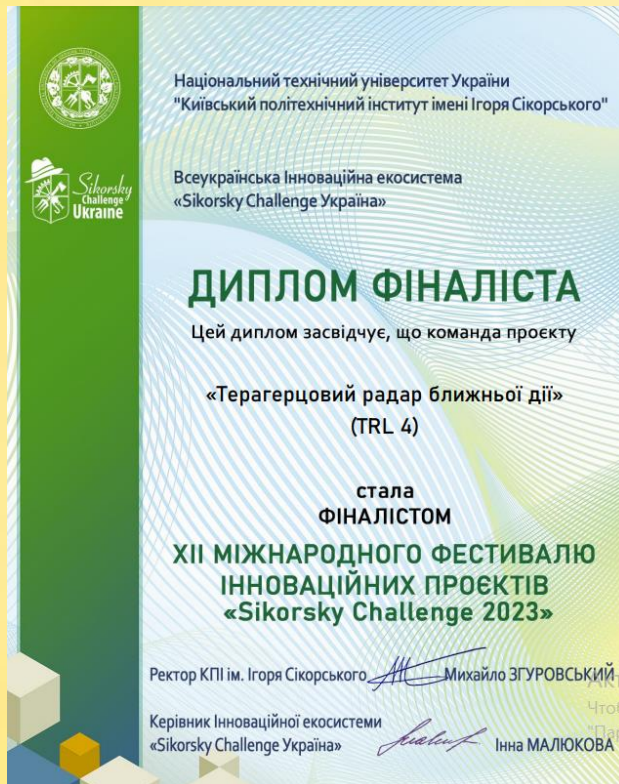 Національний технічний університет України
"Київський політехнічний інститут імені Ігоря Сікорського"
Sikorsky
Challenge
Ukraine
Всеукраїнська Інноваційна екосистема
«Sikorsky Challenge Україна»
ДИПЛОМ ФІНАЛІСТА
Цей диплом засвідчує, що команда проєкту
«Терагерцовий радар ближньої дії»
(TRL 4)
стала
ФІНАЛІСТОМ
XII МІЖНАРОДНОГО ФЕСТИВАЛЮ
ІННОВАЦІЙНИХ ПРОЄКТІВ
«Sikorsky Challenge 2023»
Ректор КПІ ім. Ігоря Сікорського Михайло ЗГУРОВСЬКИЙ
Керівник Інноваційної екосистеми
«Sikorsky Challenge Україна» Інна МАЛЮКОВА